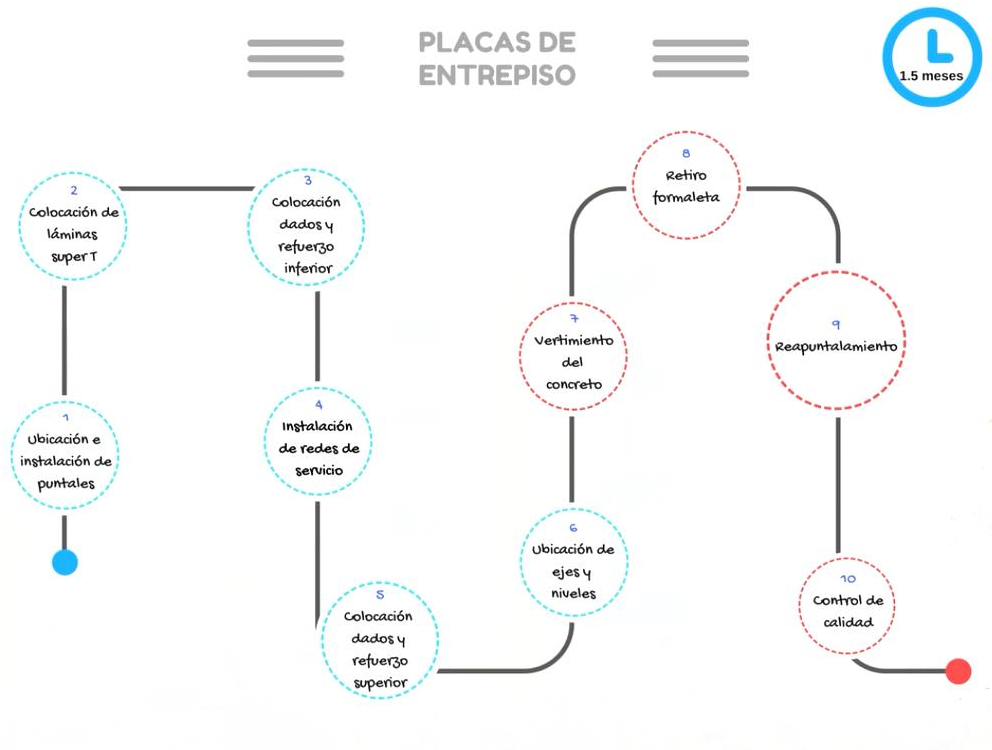 PLACAS DE
ENTREPISO
1.5 meses
1
Ubicación e
instalación de
puntales
2
Colocación de
láminas
super T
3
Colocación
dados y
refuerzo
inferior
4
Instalación
de redes de
servicio
5
Colocación
dados y
refuerzo
superior
6
Ubicación de
ejes y
niveles
7
Vertimiento
del
concreto
8
Retiro
formaleta
9
Reapuntalamiento
10
Control de
calidad